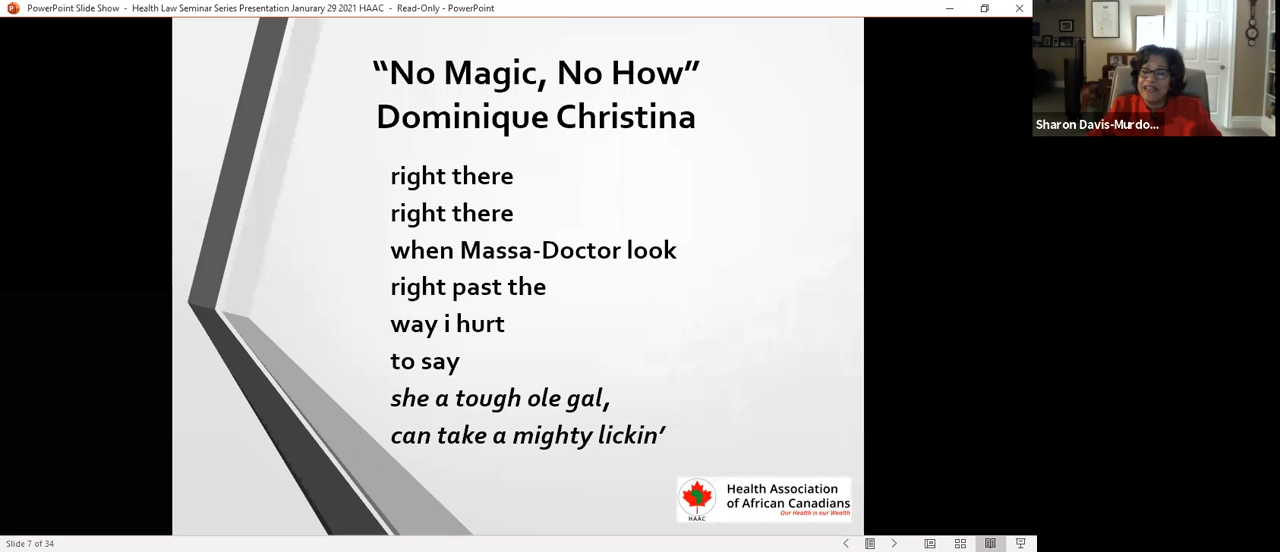 PowerPoint Slide Show - Health Law Seminar Series Presentation Janurary 29 2021 HAAC - Read-Only - PowerPoint
“No Magic, No How”
Dominique Christina
right there
right there
when Massa-Doctor look
right past the
way i hurt
to say
she a tough ole gal,
can take a mighty lickin’
HAAC
Health Association
of African Canadians
Our Health is our Wealth
Sharon Davis-Murdo...
Slide 7 of 34